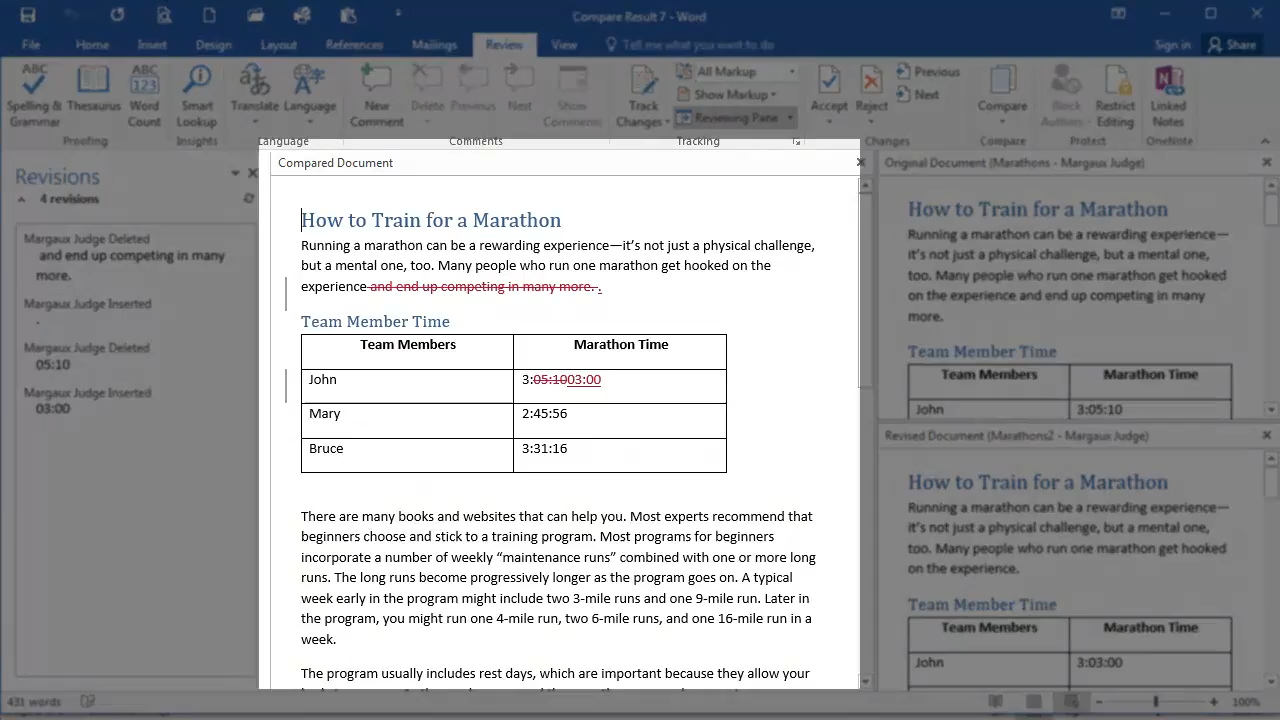 Compare Result 7 - Word
File Home Insert Design Layout References Mailings Review View Tell me what you want to do Sign in Share
Spelling & Grammar
Thesaurus
Word Count
Smart Lookup
Translate
Language
New Comment
Delete
Previous
Next
Show Comments
Track Changes
All Markup
Show Markup
Reviewing Pane
Accept
Reject
Previous
Next
Compare
Block Authors
Restrict Editing
Linked Notes
Proofing Insights Language Comments Tracking Changes Compare Protect OneNote
Revisions
4 revisions
Margaux Judge Deleted
and end up competing in many
more.
Margaux Judge Inserted
.
Margaux Judge Deleted
05:10
Margaux Judge Inserted
03:00
Compared Document
How to Train for a Marathon
Running a marathon can be a rewarding experience—it’s not just a physical challenge,
but a mental one, too. Many people who run one marathon get hooked on the
experience and end up competing in many more. .
Team Member Time
Team Members Marathon Time
John 3:05:1003:00
Mary 2:45:56
Bruce 3:31:16
There are many books and websites that can help you. Most experts recommend that
beginners choose and stick to a training program. Most programs for beginners
incorporate a number of weekly “maintenance runs” combined with one or more long
runs. The long runs become progressively longer as the program goes on. A typical
week early in the program might include two 3-mile runs and one 9-mile run. Later in
the program, you might run one 4-mile run, two 6-mile runs, and one 16-mile run in a
week.
The program usually includes rest days, which are important because they allow your
Original Document (Marathons - Margaux Judge)
How to Train for a Marathon
Running a marathon can be a rewarding experience—
it’s not just a physical challenge, but a mental one,
too. Many people who run one marathon get hooked
on the experience and end up competing in many
more.
Team Member Time
Team Members Marathon Time
John 3:05:10
Revised Document (Marathons2 - Margaux Judge)
How to Train for a Marathon
Running a marathon can be a rewarding experience—
it’s not just a physical challenge, but a mental one,
too. Many people who run one marathon get hooked
on the experience.
Team Member Time
Team Members Marathon Time
John 3:03:00
431 words
100%